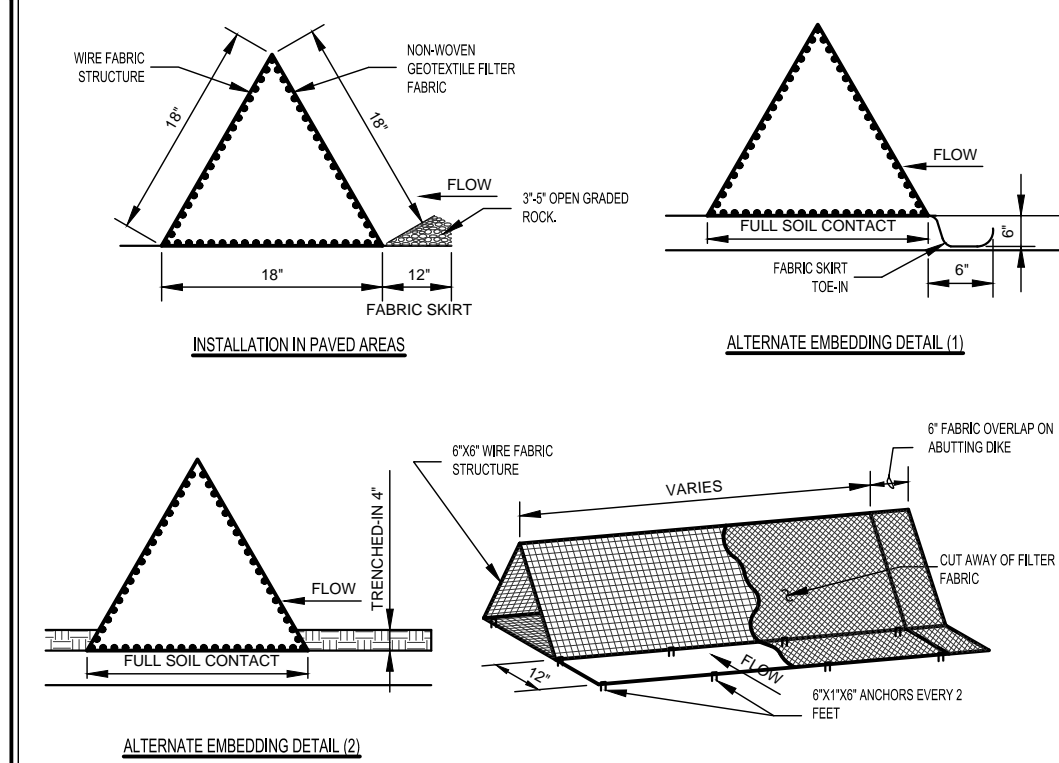 WIRE FABRIC
STRUCTURE
NON-WOVEN
GEOTEXTILE FILTER
FABRIC
18"
18"
FLOW
3"-5" OPEN GRADED
ROCK.
18"
12"
FABRIC SKIRT
INSTALLATION IN PAVED AREAS
FLOW
FULL SOIL CONTACT
6"
FABRIC SKIRT
TOE-IN
6"
ALTERNATE EMBEDDING DETAIL (1)
TRENCHED-IN 4"
FLOW
FULL SOIL CONTACT
ALTERNATE EMBEDDING DETAIL (2)
6"X6" WIRE FABRIC
STRUCTURE
VARIES
6" FABRIC OVERLAP ON
ABUTTING DIKE
CUT AWAY OF FILTER
FABRIC
12"
FLOW
6"X1"X6" ANCHORS EVERY 2
FEET